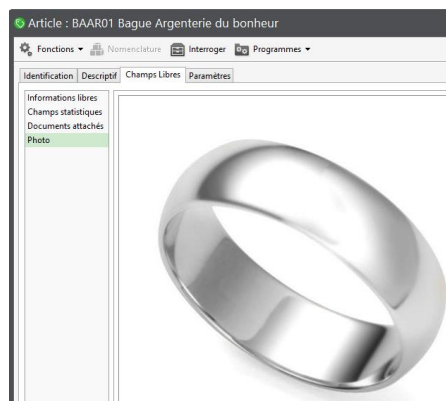 Article : BAAR01 Bague Argenterie du bonheur
Fonctions Nomenclature Interroger Programmes
Identification Descriptif Champs Libres Paramètres
Informations libres
Champs statistiques
Documents attachés
Photo